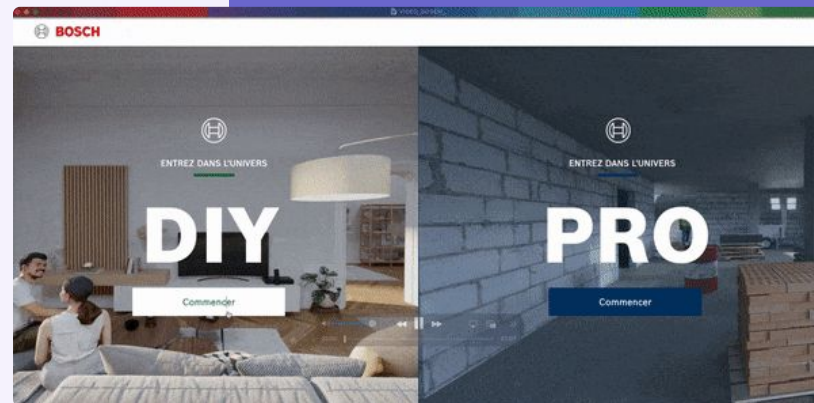 BOSCH
ENTREZ DANS L'UNIVERS
DIY
Commencer
ENTREZ DANS L'UNIVERS
PRO
Commencer